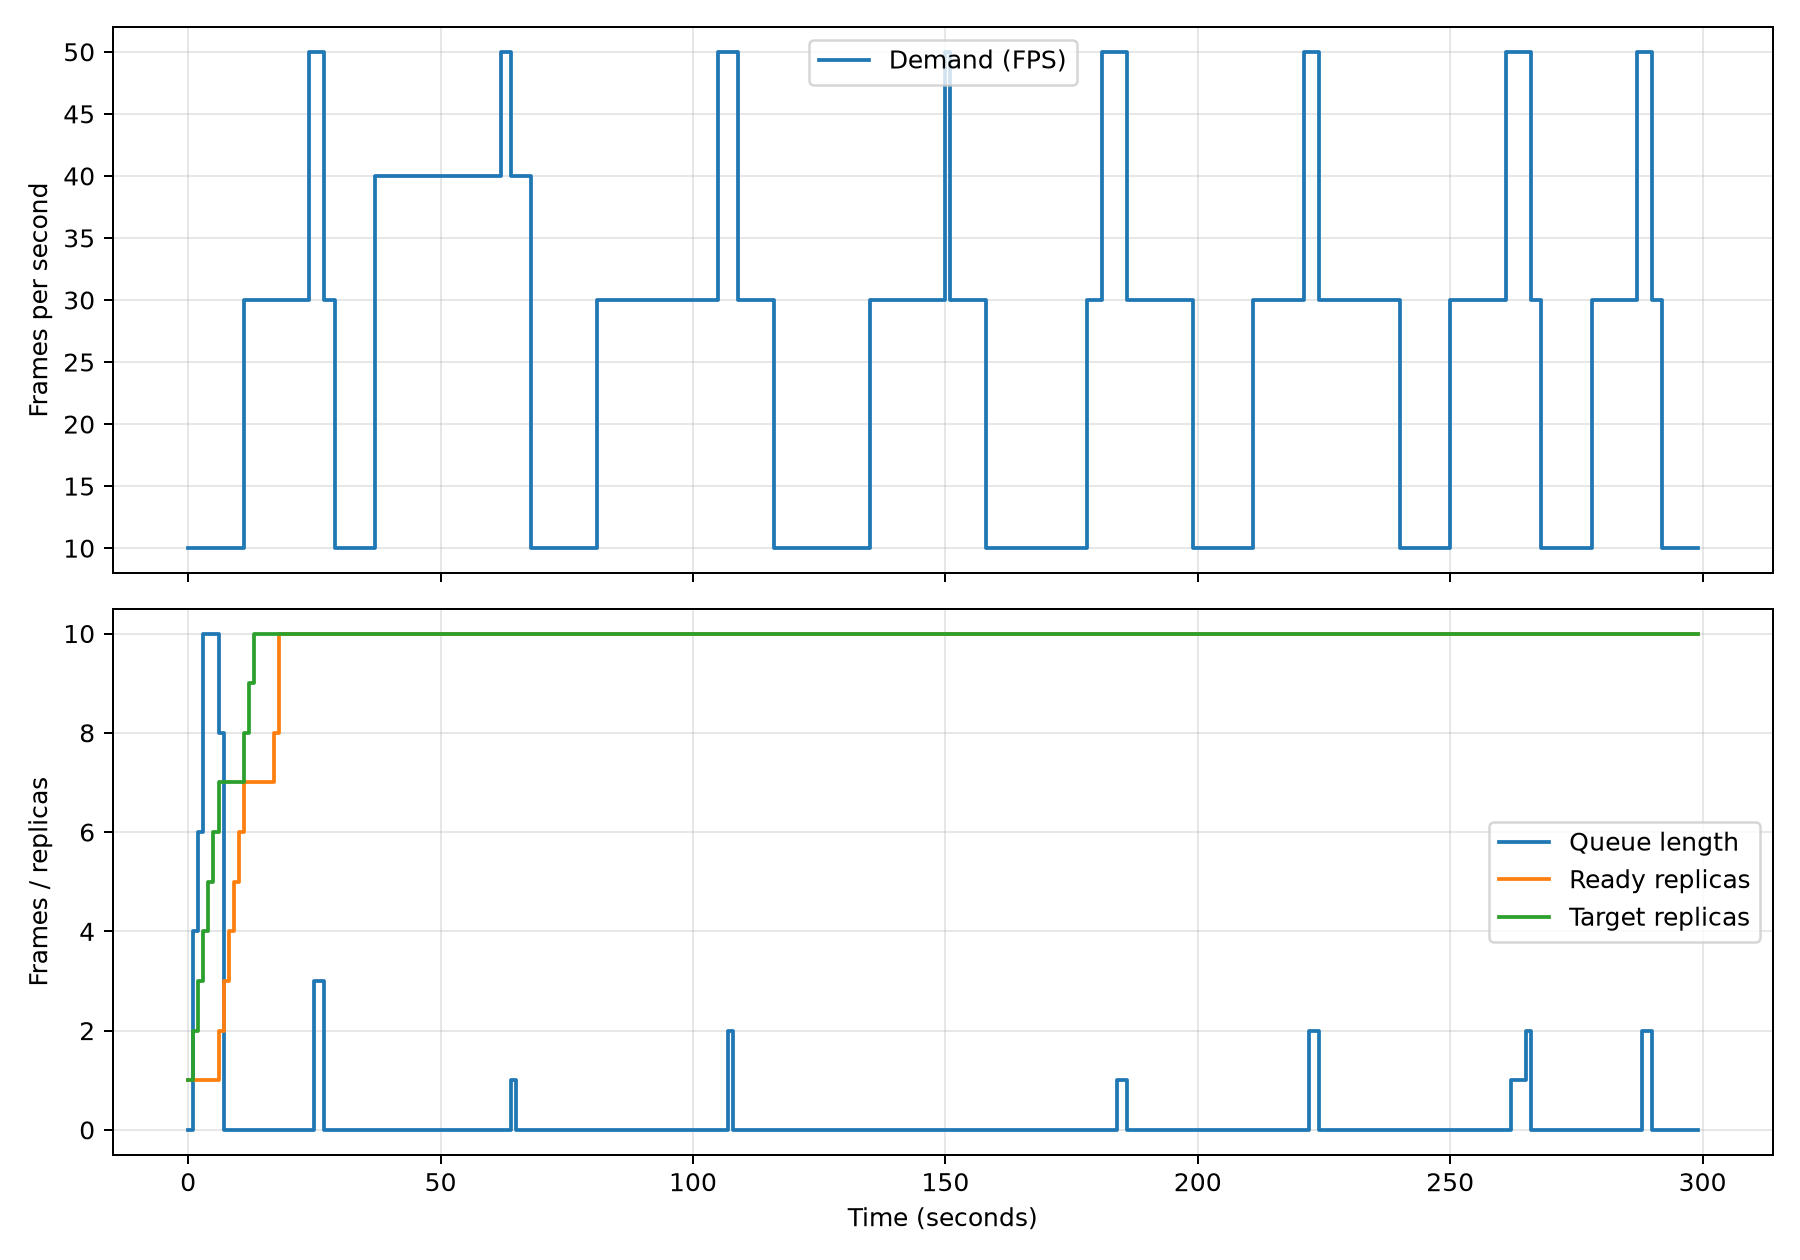 Demand (FPS)
Frames per second
50
45
40
35
30
25
20
15
10
Frames / replicas
10
8
6
4
2
0
Queue length
Ready replicas
Target replicas
0 50 100 150 200 250 300
Time (seconds)